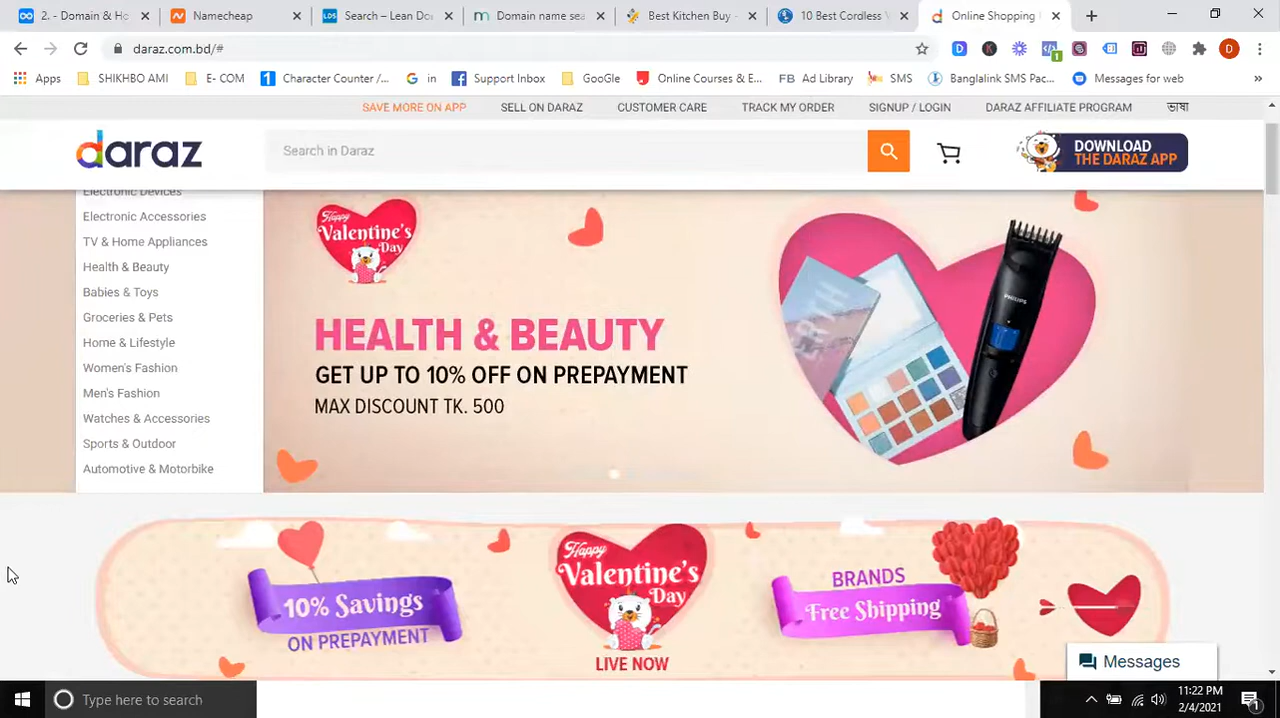 2. - Domain & Ho
Namecheap
Search – Lean Do
Domain name sea
Best Kitchen Buy -
10 Best Cordless V
Online Shopping
daraz.com.bd/#
1
D
Apps
SHIKHBO AMI
E- COM
Character Counter /...
in
Support Inbox
GooGle
Online Courses & E...
FB Ad Library
SMS
Banglalink SMS Pac...
Messages for web
SAVE MORE ON APP
SELL ON DARAZ
CUSTOMER CARE
TRACK MY ORDER
SIGNUP / LOGIN
DARAZ AFFILIATE PROGRAM
ভাষা
daraz
Search in Daraz
DOWNLOAD
THE DARAZ APP
Electronic Devices
Electronic Accessories
TV & Home Appliances
Health & Beauty
Babies & Toys
Groceries & Pets
Home & Lifestyle
Women's Fashion
Men's Fashion
Watches & Accessories
Sports & Outdoor
Automotive & Motorbike
Happy
Valentine's
Day
HEALTH & BEAUTY
GET UP TO 10% OFF ON PREPAYMENT
MAX DISCOUNT TK. 500
PHILIPS
10% Savings
ON PREPAYMENT
Happy
Valentine's
Day
LIVE NOW
BRANDS
Free Shipping
Messages
Type here to search
11:22 PM
2/4/2021
1